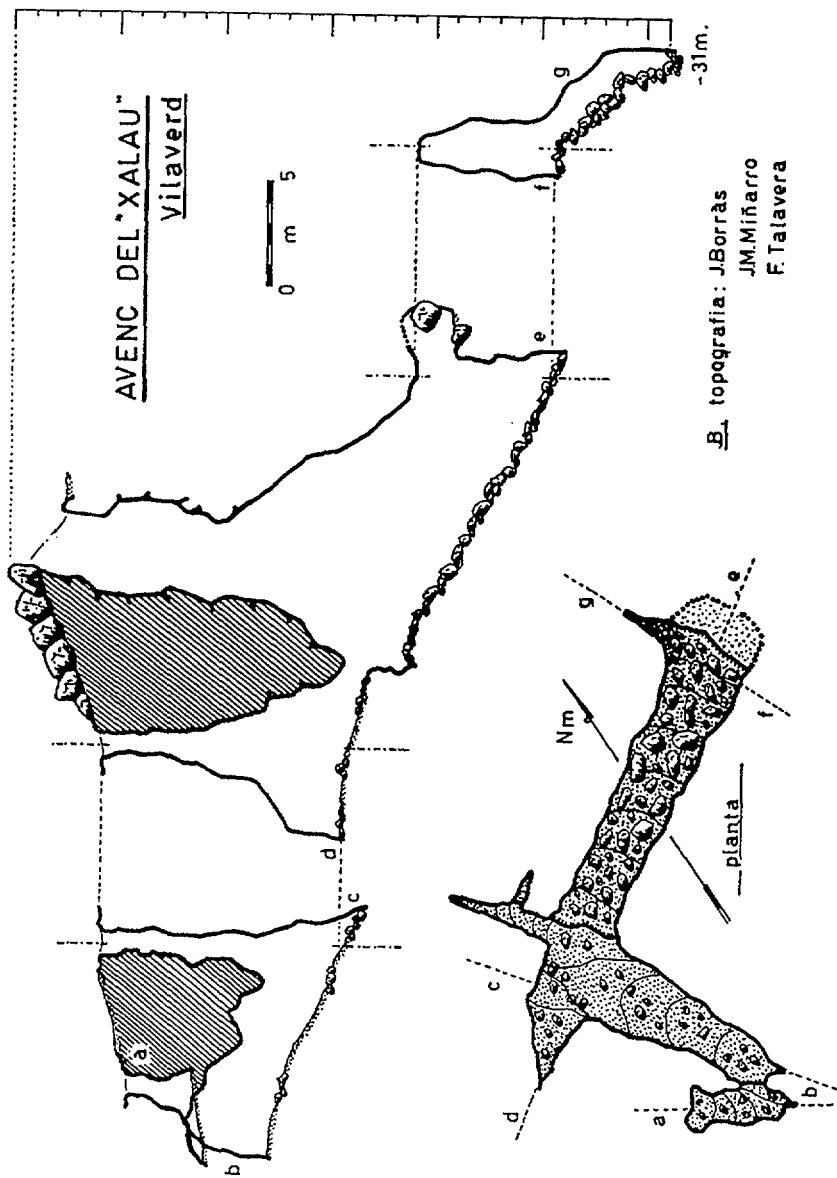 AVENC DEL "XALAU"
Vilaverd
0 m 5
a
b
c
d
e
f
g
-31m.
B. topografia: J.Borràs
J.M.Miñarro
F.Talavera
Nm
planta
a
b
c
d
e
f
g